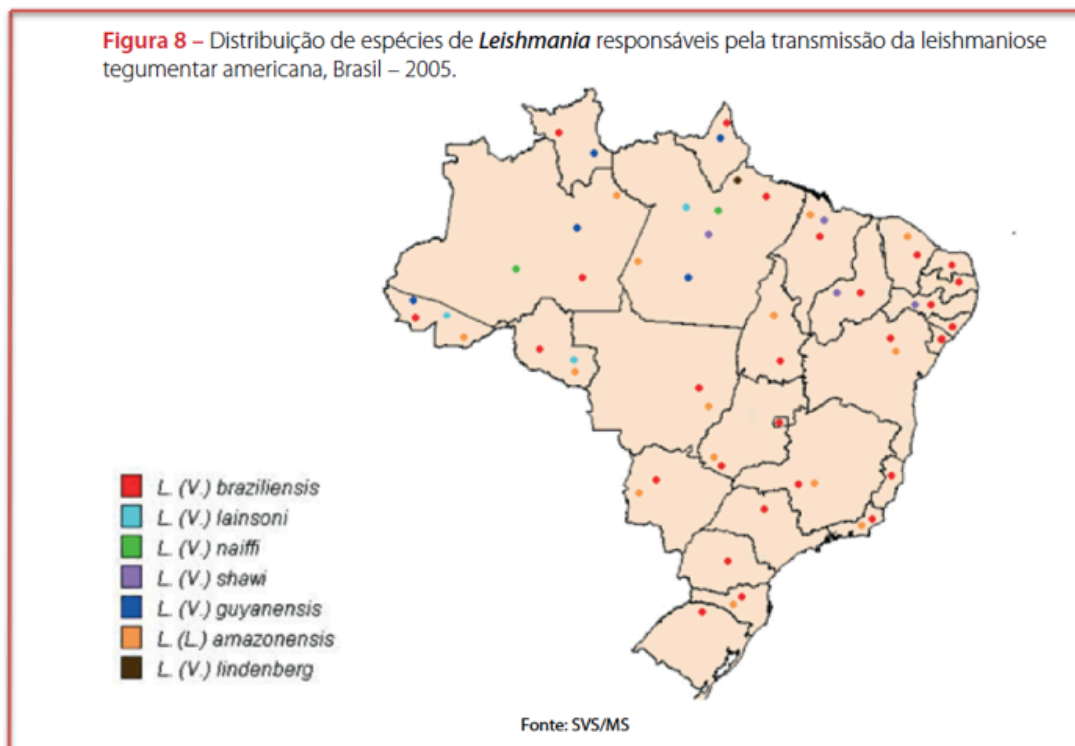 Figura 8 – Distribuição de espécies de Leishmania responsáveis pela transmissão da leishmaniose
tegumentar americana, Brasil – 2005.
L. (V.) braziliensis
L. (V.) lainsoni
L. (V.) naiffi
L. (V.) shawi
L. (V.) guyanensis
L. (L.) amazonensis
L. (V.) lindenberg
Fonte: SVS/MS